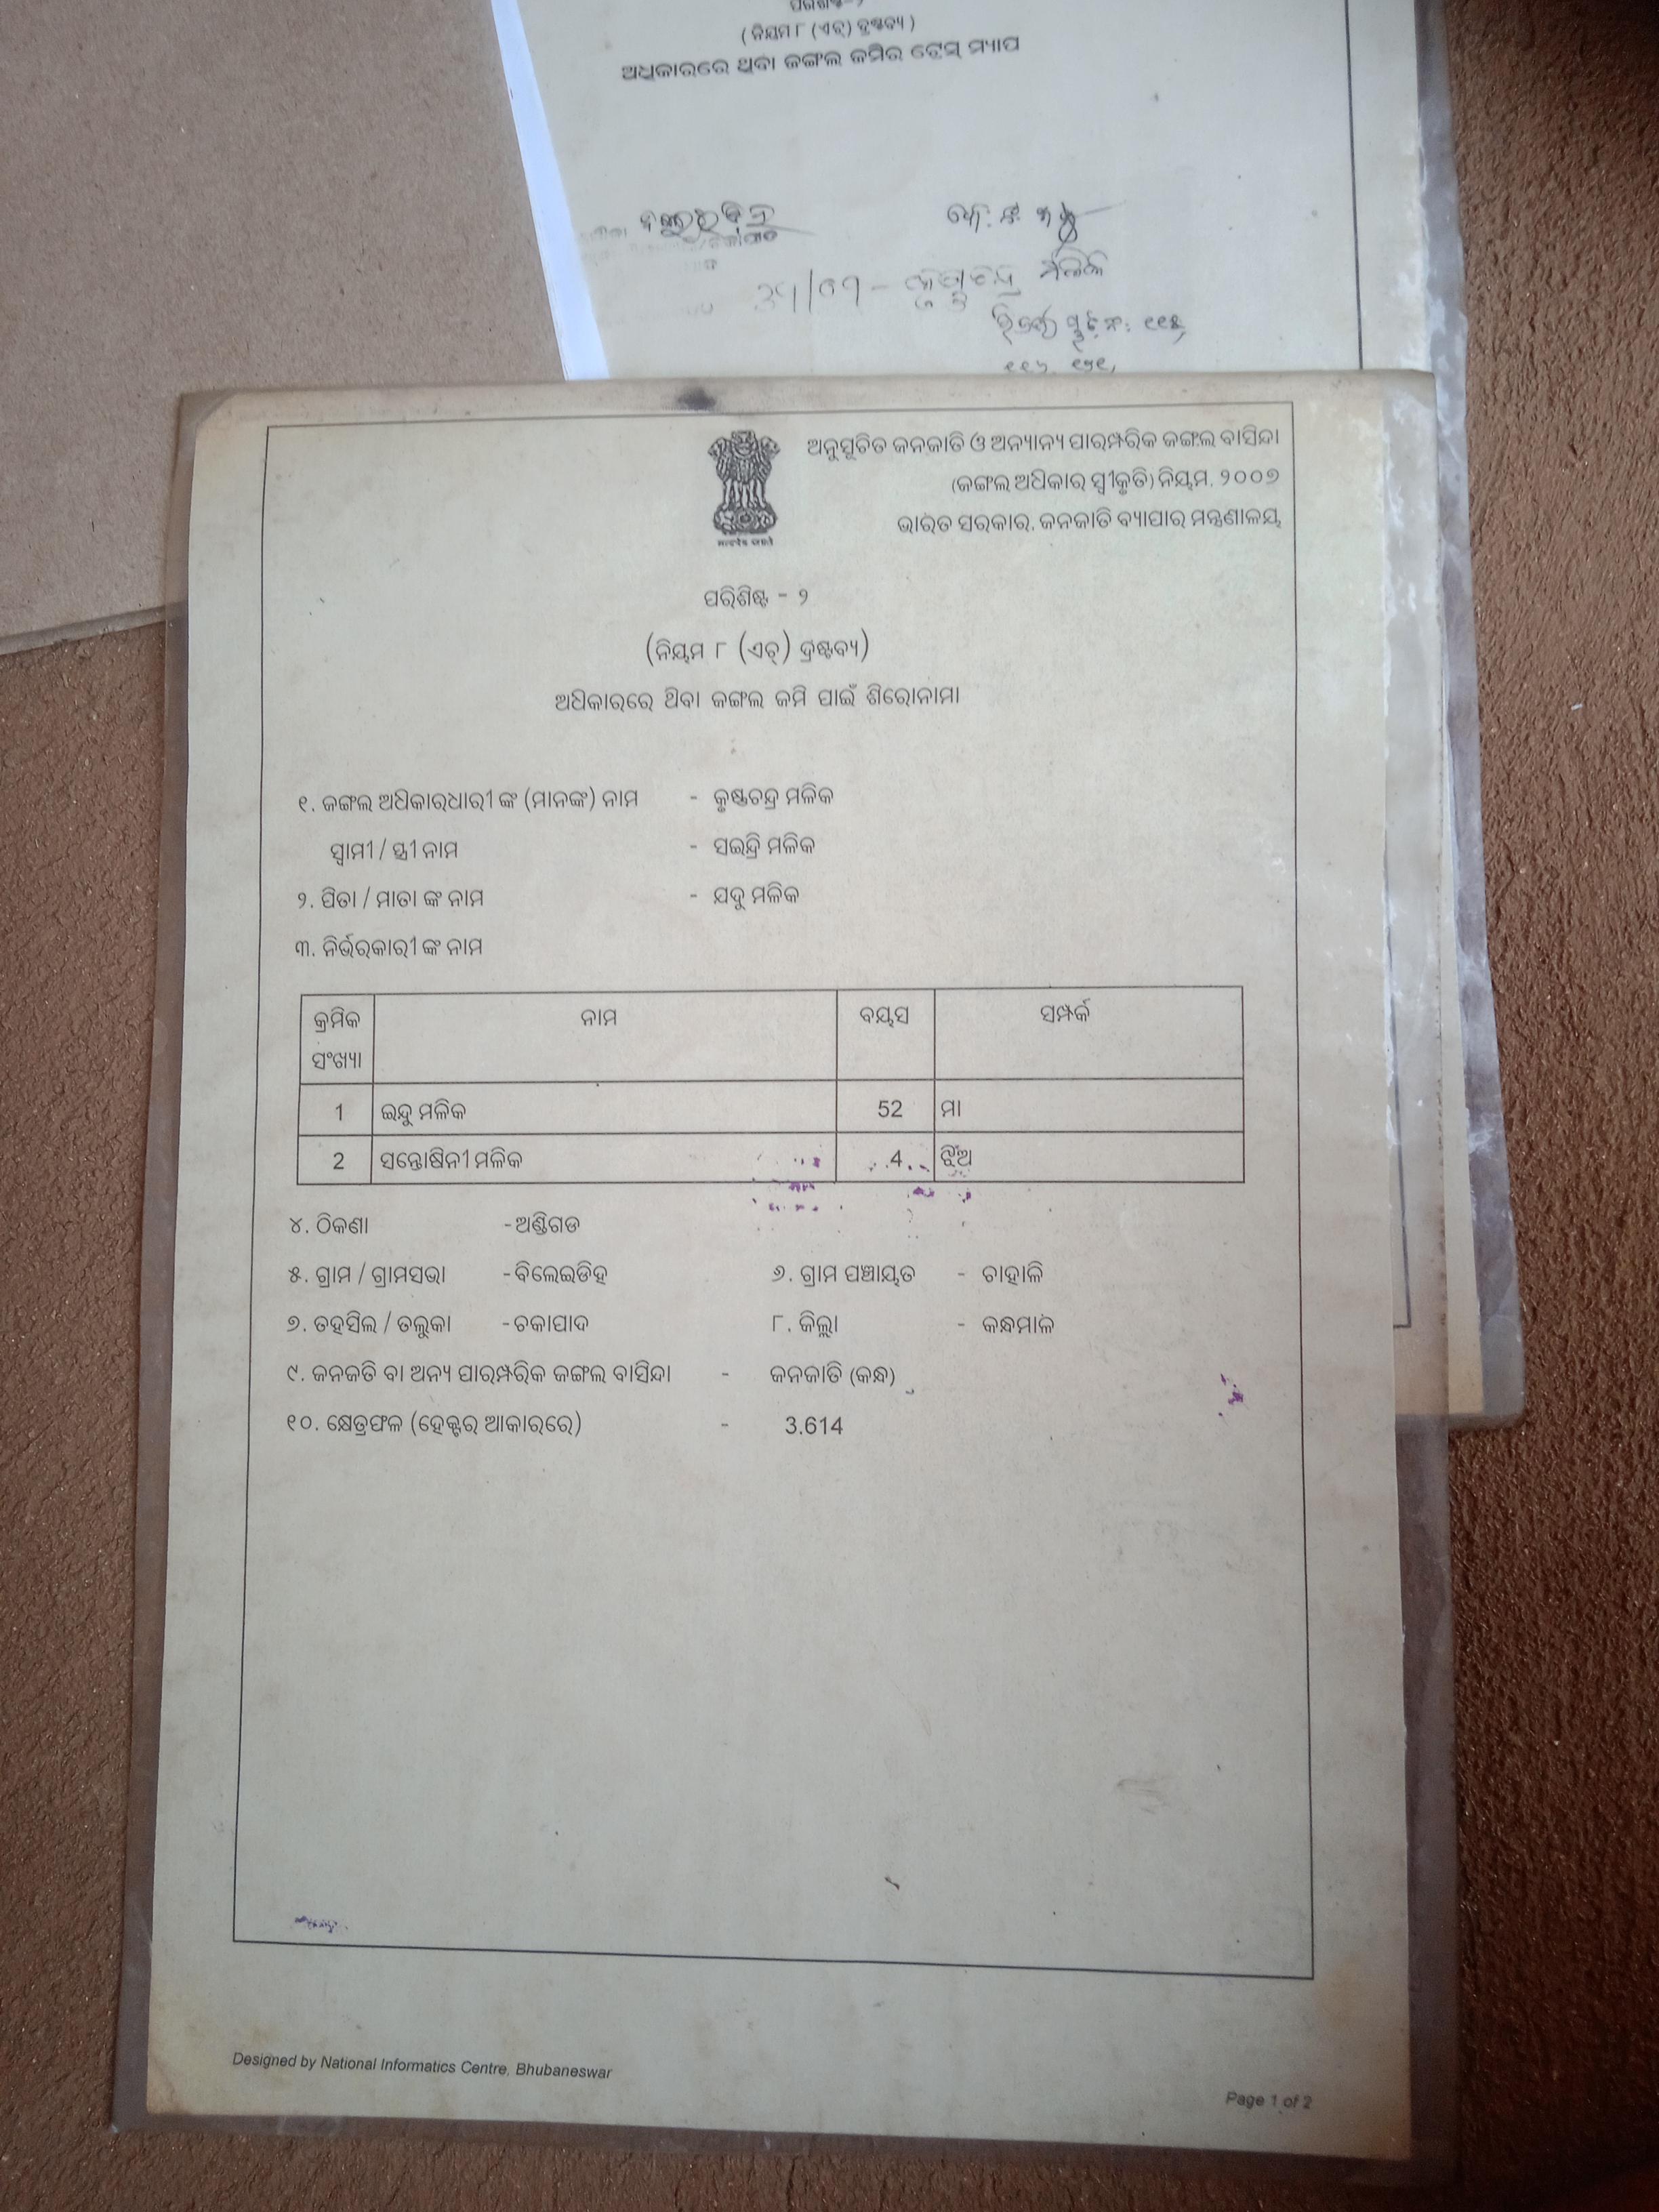 ପରିଶିଷ୍ଟ-୨
( ନିୟମ ୮ (ଏଚ୍) ଦ୍ରଷ୍ଟବ୍ୟ )
ଅଧିକାରରେ ଥିବା ଜଙ୍ଗଲ ଜମିର ଟ୍ରେସ୍ ମ୍ୟାପ
ମଲିକ
ଅନୁସୂଚିତ ଜନଜାତି ଓ ଅନ୍ୟାନ୍ୟ ପାରମ୍ପରିକ ଜଙ୍ଗଲ ବାସିନ୍ଦା
(ଜଙ୍ଗଲ ଅଧିକାର ସ୍ୱୀକୃତି) ନିୟମ, ୨୦୦୭
ଭାରତ ସରକାର, ଜନଜାତି ବ୍ୟାପାର ମନ୍ତ୍ରଣାଳୟ
ପରିଶିଷ୍ଟ - ୨
(ନିୟମ ୮ (ଏଚ୍) ଦ୍ରଷ୍ଟବ୍ୟ)
ଅଧିକାରରେ ଥିବା ଜଙ୍ଗଲ ଜମି ପାଇଁ ଶିରୋନାମା
୧. ଜଙ୍ଗଲ ଅଧିକାରଧାରୀ ଙ୍କ (ମାନଙ୍କ) ନାମ - କୃଷ୍ଣଚନ୍ଦ୍ର ମଳିକ
ସ୍ୱାମୀ / ସ୍ତ୍ରୀ ନାମ - ସଇନ୍ଦ୍ରି ମଳିକ
୨. ପିତା / ମାତା ଙ୍କ ନାମ - ଯଦୁ ମଳିକ
୩. ନିର୍ଭରକାରୀ ଙ୍କ ନାମ
କ୍ରମିକ ସଂଖ୍ୟା ନାମ ବୟସ ସମ୍ପର୍କ
1 ଇନ୍ଦୁ ମଳିକ 52 ମା
2 ସନ୍ତୋଷିନୀ ମଳିକ 4 ଝିଅ
୪. ଠିକଣା - ଅଣ୍ଡିଗଡ
୫. ଗ୍ରାମ / ଗ୍ରାମସଭା - ବିଲେଇଡିହ ୬. ଗ୍ରାମ ପଞ୍ଚାୟତ - ଚାହାଳି
୭. ତହସିଲ / ତଲୁକା - ଚକାପାଦ ୮. ଜିଲ୍ଲା - କନ୍ଧମାଳ
୯. ଜନଜତି ବା ଅନ୍ୟ ପାରମ୍ପରିକ ଜଙ୍ଗଲ ବାସିନ୍ଦା - ଜନଜାତି (କନ୍ଧ)
୧୦. କ୍ଷେତ୍ରଫଳ (ହେକ୍ଟର ଆକାରରେ) - 3.614
Designed by National Informatics Centre, Bhubaneswar
Page 1 of 2